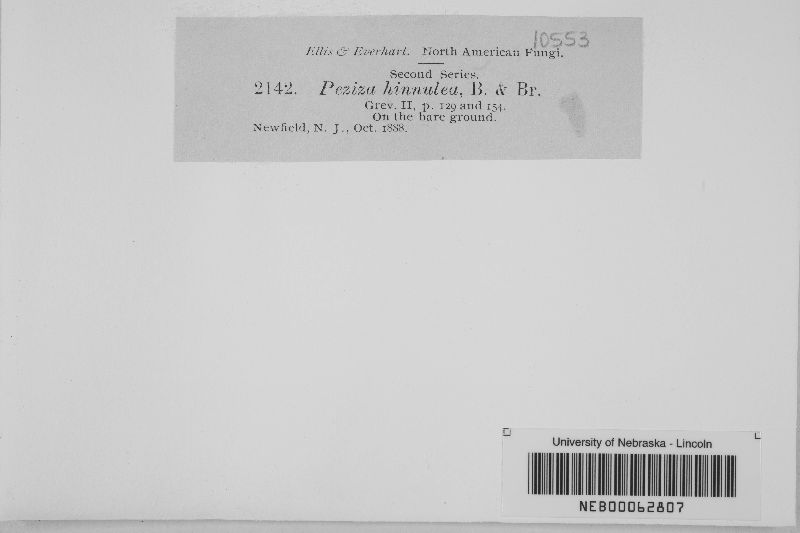 10553
Ellis & Everhart. North American Fungi.
Second Series.
2142. Peziza hinnulea, B. & Br.
Grev. II, p. 129 and 154.
On the bare ground.
Newfield, N. J., Oct. 1888.
University of Nebraska - Lincoln
NEB00062807